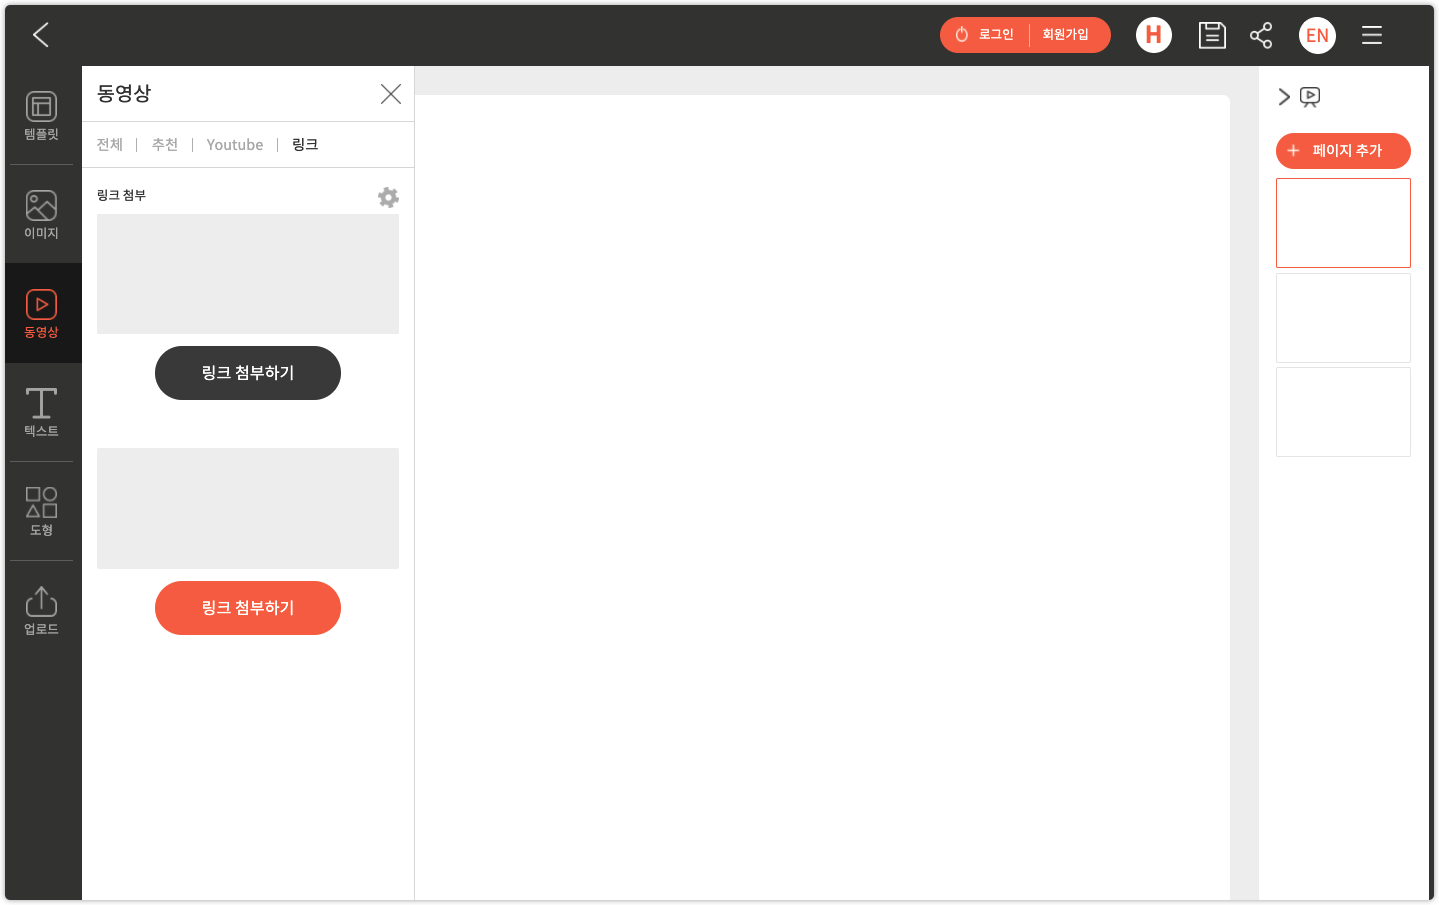 로그인 회원가입 H EN
템플릿
이미지
동영상
텍스트
도형
업로드
동영상
전체 추천 Youtube 링크
링크 첨부
링크 첨부하기
링크 첨부하기
페이지 추가